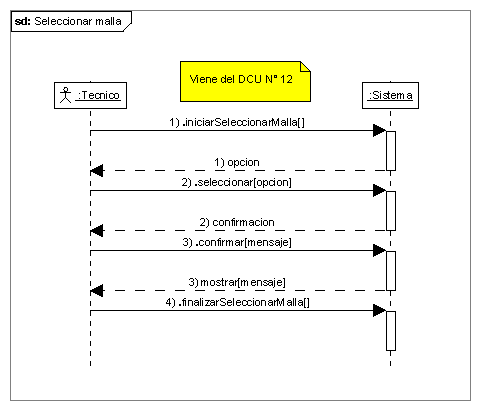 sd: Seleccionar malla
Viene del DCU N° 12
:Tecnico
:Sistema
1) .iniciarSeleccionarMalla[]
1) opcion
2) .seleccionar[opcion]
2) confirmacion
3) .confirmar[mensaje]
3) mostrar[mensaje]
4) .finalizarSeleccionarMalla[]